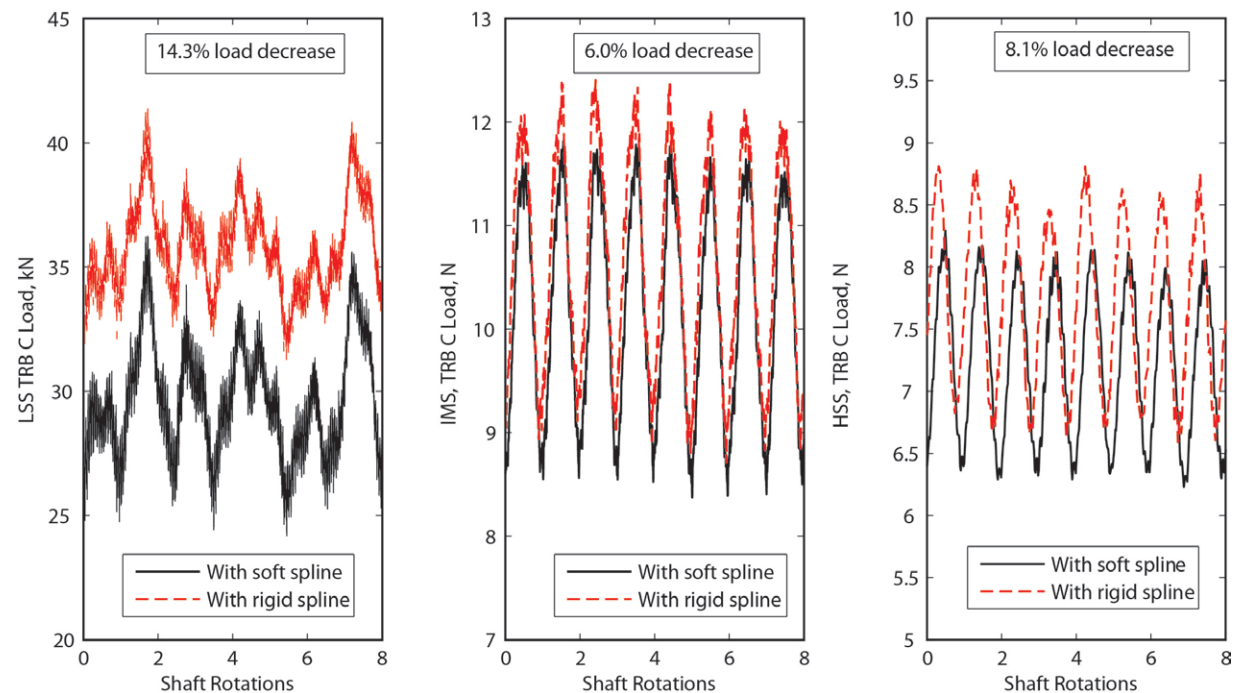 14.3% load decrease
LSS TRB C Load, kN
45
40
35
30
25
20
0
2
4
6
8
Shaft Rotations
With soft spline
With rigid spline
6.0% load decrease
IMS, TRB C Load, N
13
12
11
10
9
8
7
0
2
4
6
8
Shaft Rotations
With soft spline
With rigid spline
8.1% load decrease
HSS, TRB C Load, N
10
9.5
9
8.5
8
7.5
7
6.5
6
5.5
5
0
2
4
6
8
Shaft Rotations
With soft spline
With rigid spline